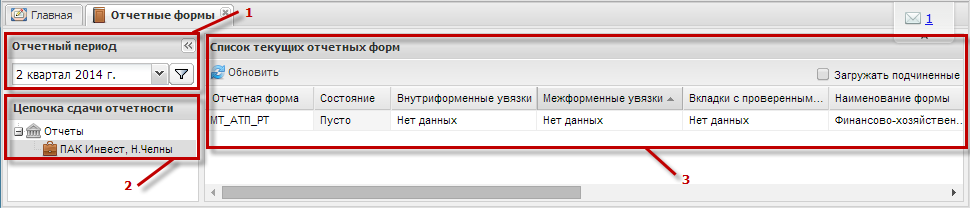 Главная
Отчетные формы
1
1
Отчетный период
2 квартал 2014 г.
Цепочка сдачи отчетности
Отчеты
ПАК Инвест, Н.Челны
2
Список текущих отчетных форм
Обновить
Загружать подчиненные
Отчетная форма Состояние Внутриформенные увязки Межформенные увязки Вкладки с проверенным... Наименование формы
МТ_АТП_РТ Пусто Нет данных Нет данных Нет данных Финансово-хозяйствен...
3